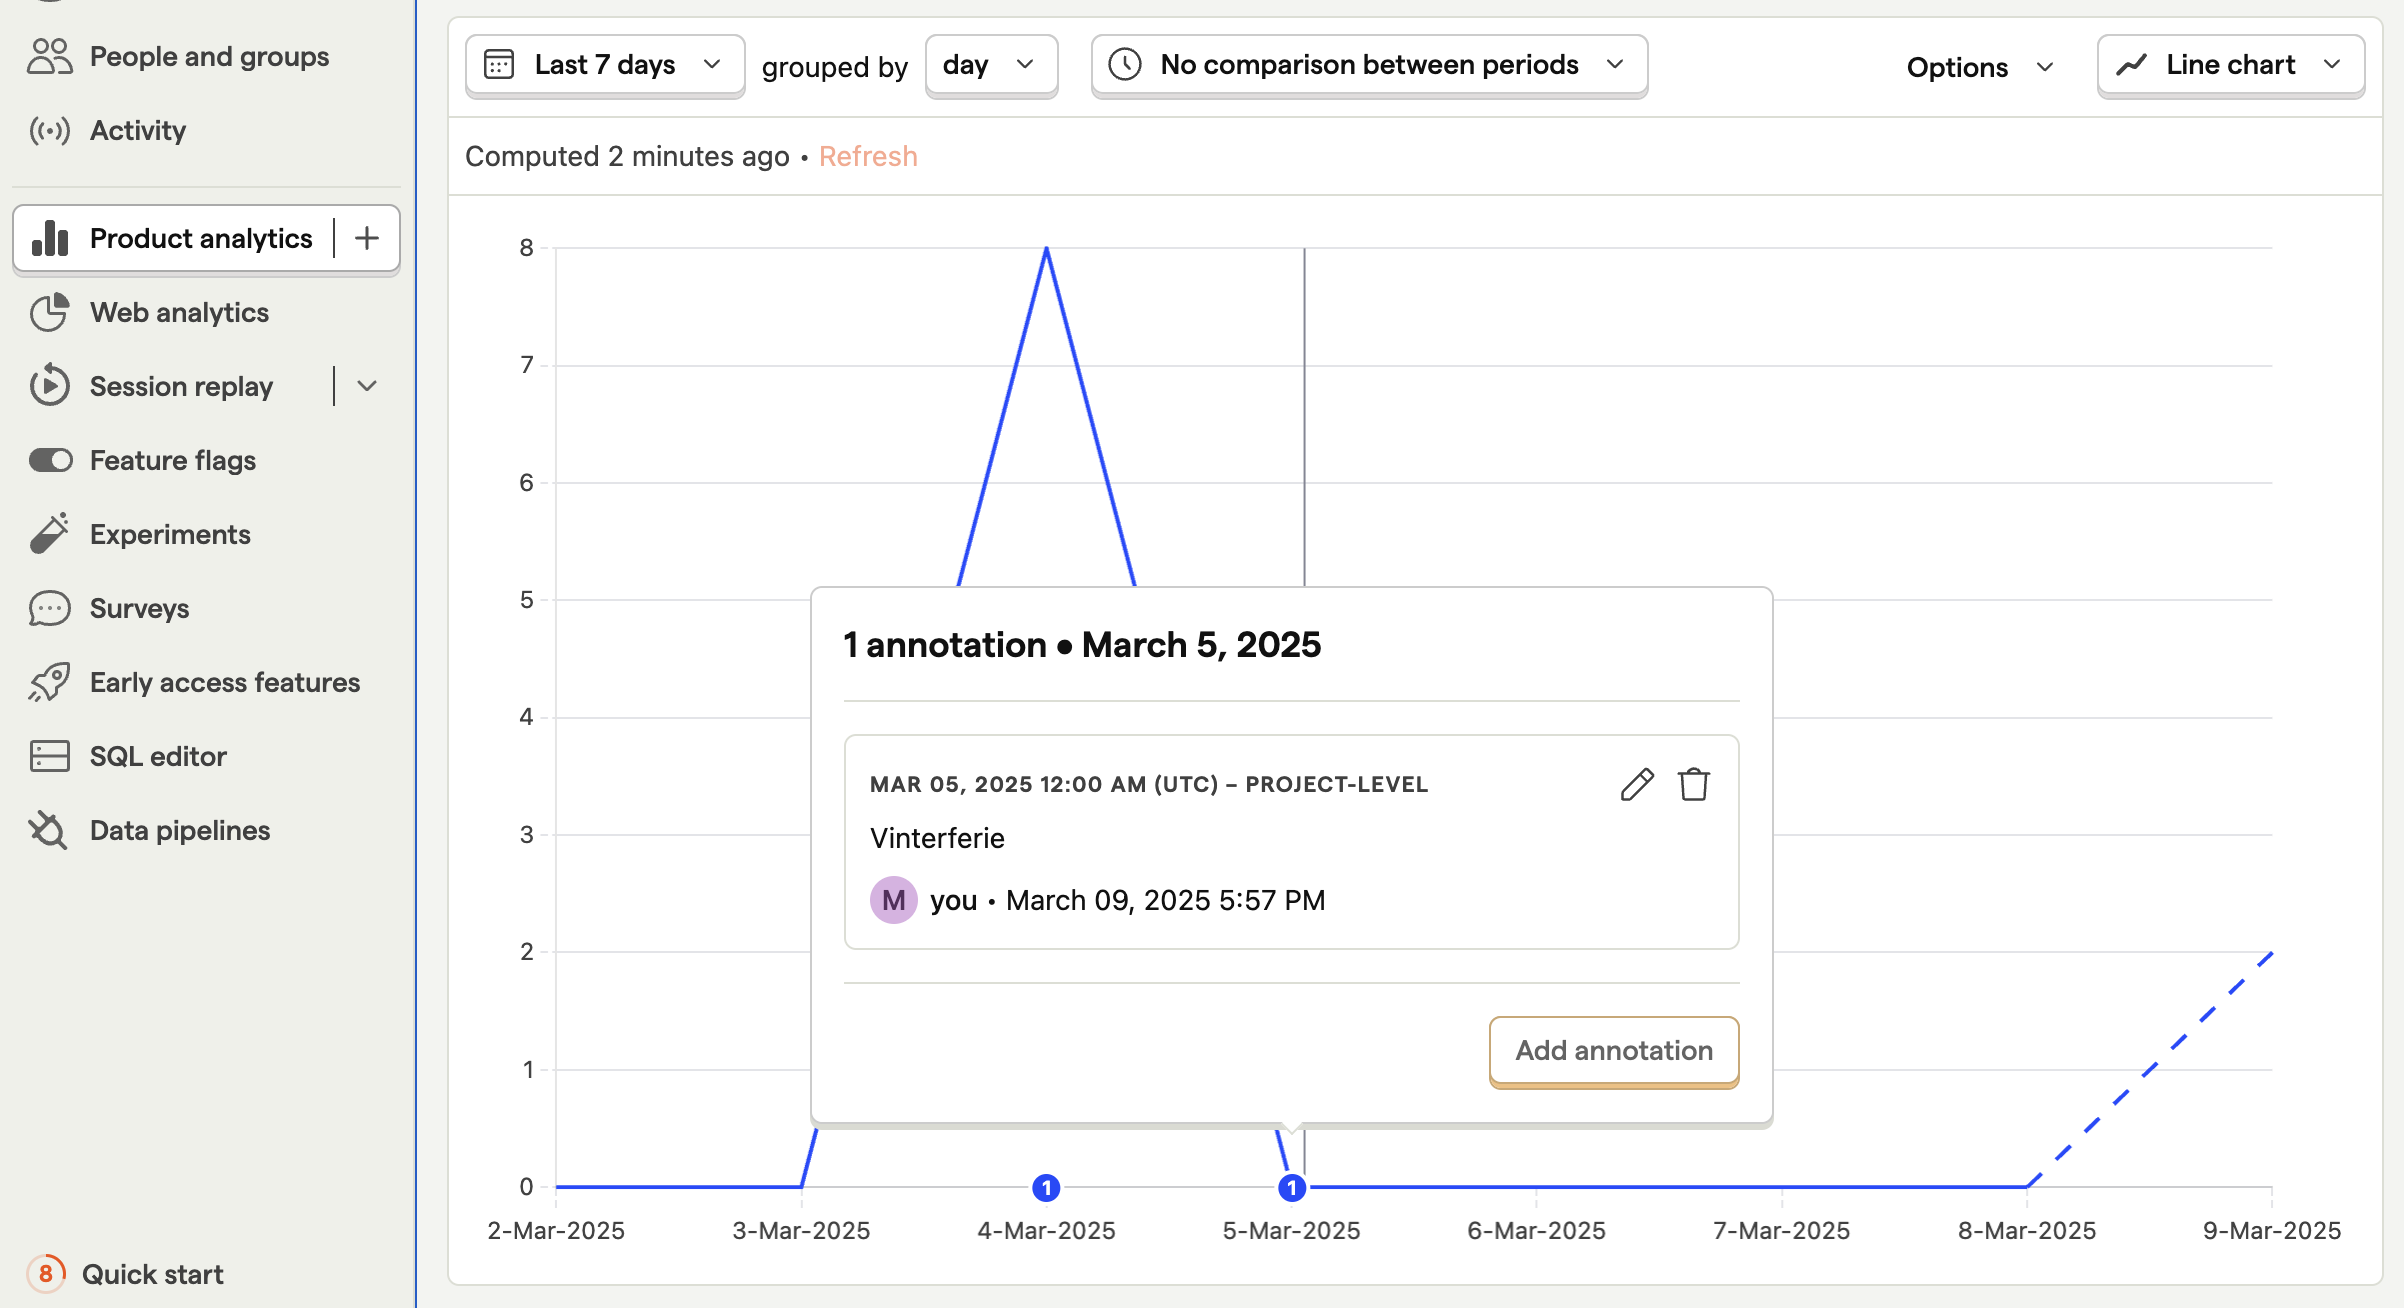 People and groups
Activity
Product analytics
Web analytics
Session replay
Feature flags
Experiments
Surveys
Early access features
SQL editor
Data pipelines
8 Quick start
Last 7 days grouped by day No comparison between periods Options Line chart
Computed 2 minutes ago • Refresh
8
7
6
5
4
3
2
1
0
1 annotation • March 5, 2025
MAR 05, 2025 12:00 AM (UTC) – PROJECT-LEVEL
Vinterferie
M you • March 09, 2025 5:57 PM
Add annotation
1 1
2-Mar-2025 3-Mar-2025 4-Mar-2025 5-Mar-2025 6-Mar-2025 7-Mar-2025 8-Mar-2025 9-Mar-2025